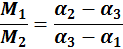 M₁/M₂ = (α₂ − α₃)/(α₃ − α₁)